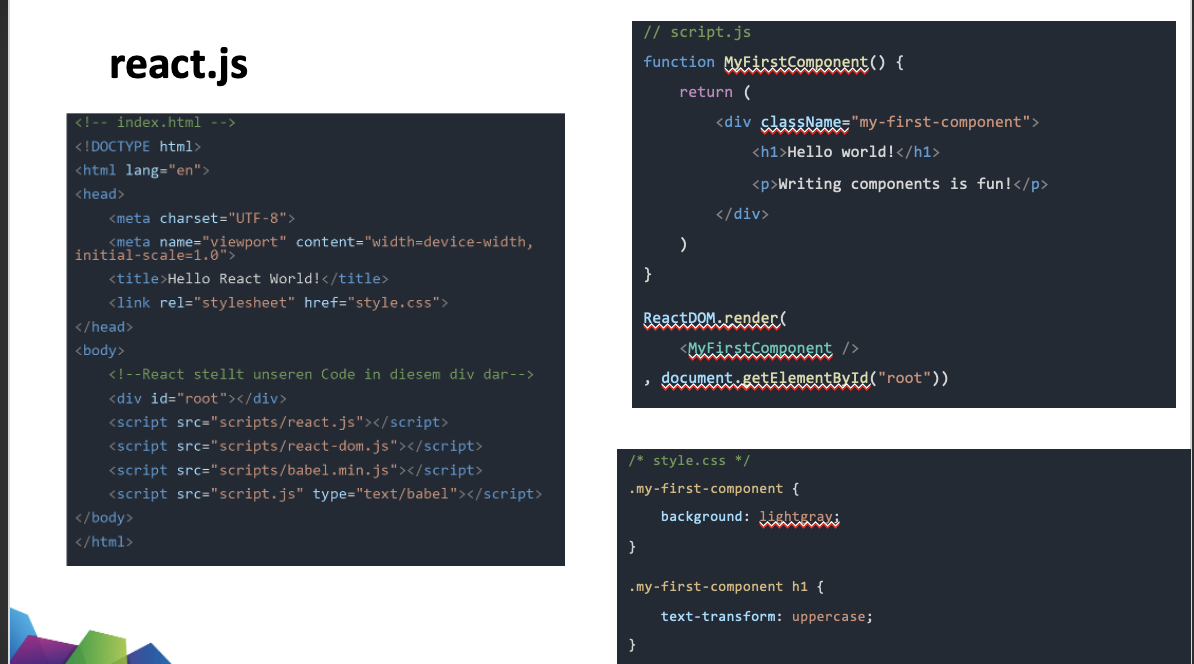 react.js
<!-- index.html -->
<!DOCTYPE html>
<html lang="en">
<head>
<meta charset="UTF-8">
<meta name="viewport" content="width=device-width,
initial-scale=1.0">
<title>Hello React World!</title>
<link rel="stylesheet" href="style.css">
</head>
<body>
<!--React stellt unseren Code in diesem div dar-->
<div id="root"></div>
<script src="scripts/react.js"></script>
<script src="scripts/react-dom.js"></script>
<script src="scripts/babel.min.js"></script>
<script src="script.js" type="text/babel"></script>
</body>
</html>
// script.js
function MyFirstComponent() {
return (
<div className="my-first-component">
<h1>Hello world!</h1>
<p>Writing components is fun!</p>
</div>
)
}
ReactDOM.render(
<MyFirstComponent />
, document.getElementById("root"))
/* style.css */
.my-first-component {
background: lightgray;
}
.my-first-component h1 {
text-transform: uppercase;
}